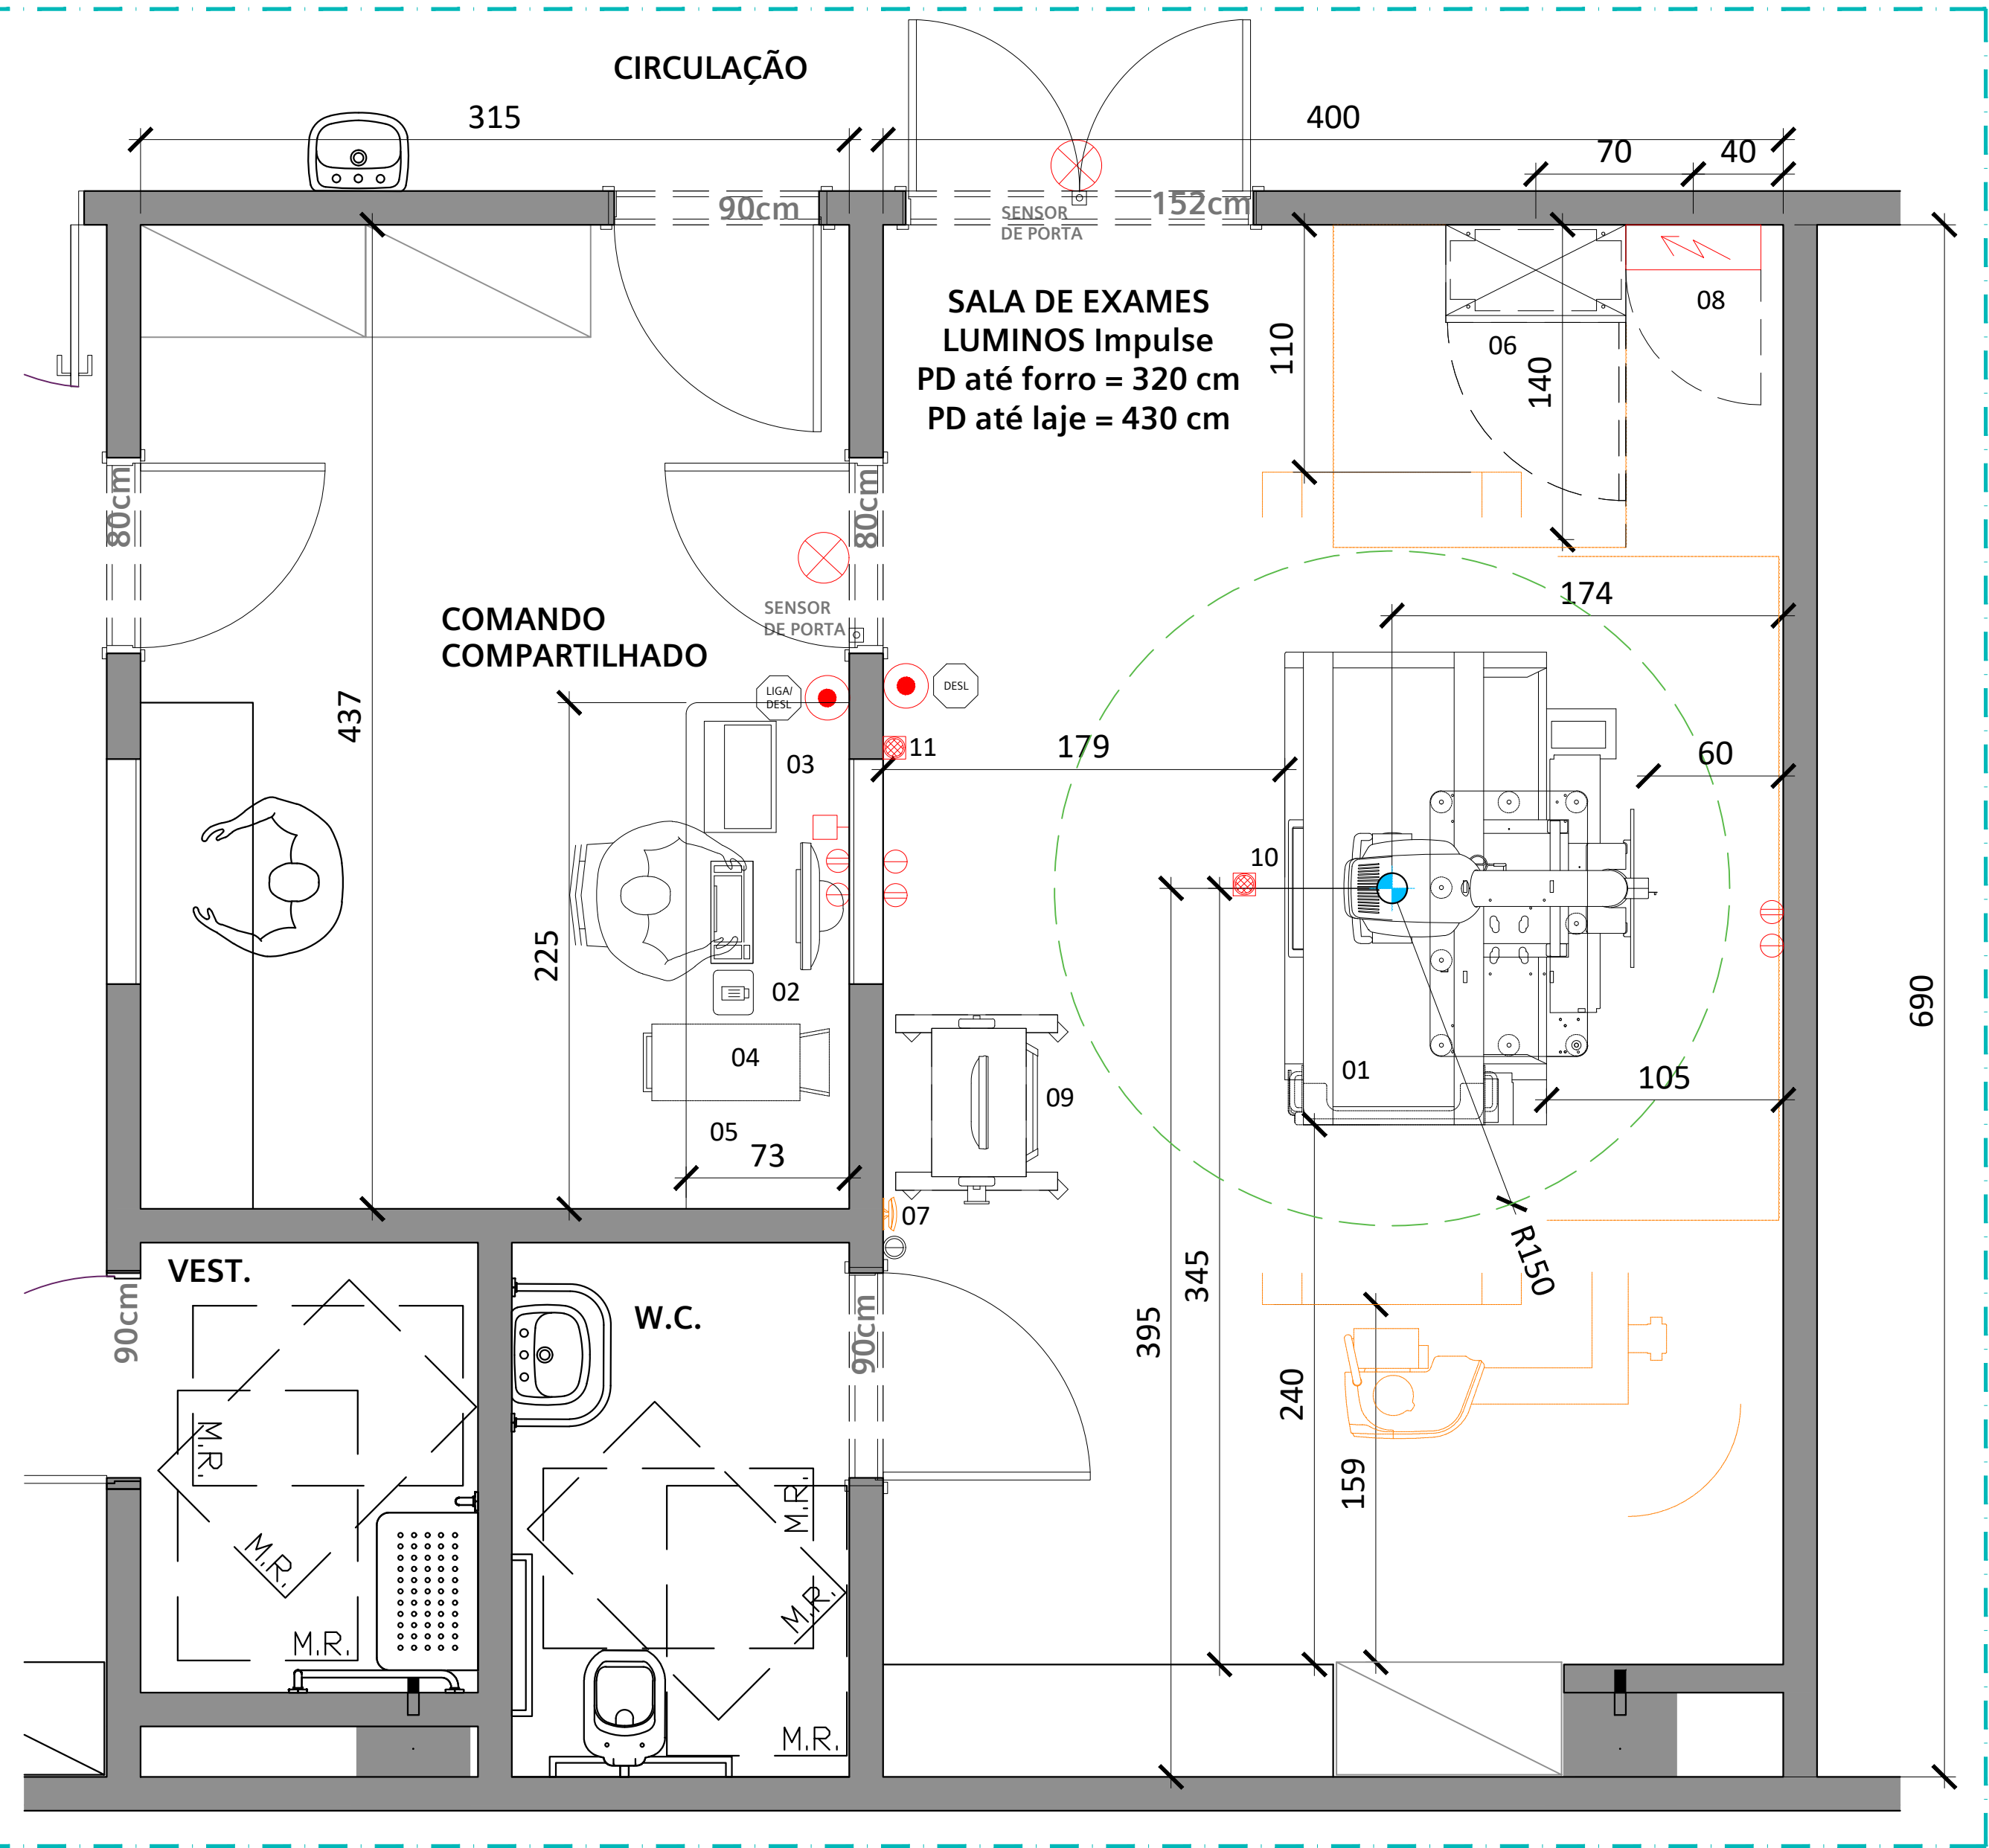 CIRCULAÇÃO
315
400
70
40
90cm
152cm
SENSOR
DE PORTA
SALA DE EXAMES
LUMINOS Impulse
PD até forro = 320 cm
PD até laje = 430 cm
110
06
140
08
80cm
80cm
SENSOR
DE PORTA
COMANDO
COMPARTILHADO
174
LIGA/
DESL
DESL
437
03
11
179
60
10
225
02
690
04
09
01
105
05
73
07
VEST.
W.C.
90cm
90cm
R150
345
395
240
159
M.R.
M.R.
M.R.
M.R.
M.R.
M.R.